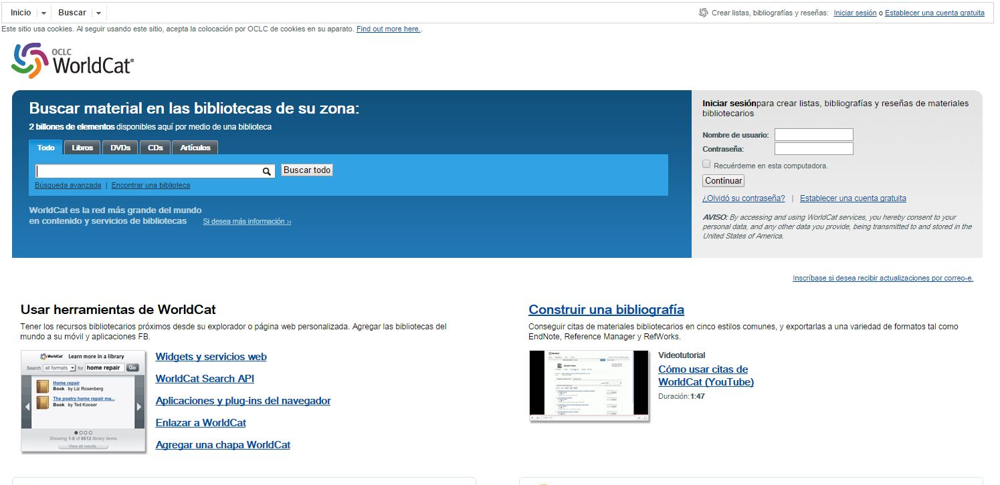 Inicio Buscar
Crear listas, bibliografías y reseñas: Iniciar sesión o Establecer una cuenta gratuita
Este sitio usa cookies. Al seguir usando este sitio, acepta la colocación por OCLC de cookies en su aparato. Find out more here..
OCLC
WorldCat®
Buscar material en las bibliotecas de su zona:
2 billones de elementos disponibles aquí por medio de una biblioteca
Todo Libros DVDs CDs Artículos
Buscar todo
Búsqueda avanzada | Encontrar una biblioteca
WorldCat es la red más grande del mundo
en contenido y servicios de bibliotecas Si desea más información ››
Iniciar sesiónpara crear listas, bibliografías y reseñas de materiales
bibliotecarios
Nombre de usuario:
Contraseña:
Recuérdeme en esta computadora.
Continuar
¿Olvidó su contraseña? | Establecer una cuenta gratuita
AVISO: By accessing and using WorldCat services, you hereby consent to your
personal data, and any other data you provide, being transmitted to and stored in the
United States of America.
Inscríbase si desea recibir actualizaciones por correo-e.
Usar herramientas de WorldCat
Tener los recursos bibliotecarios próximos desde su explorador o página web personalizada. Agregar las bibliotecas del
mundo a su móvil y aplicaciones FB.
WorldCat Learn more in a library
Search all formats for home repair Go
Home repair
Book by Liz Rosenberg
The poetry home repair ma...
Book by Ted Kooser
Showing 1-8 of 6612 library items
View all results
Widgets y servicios web
WorldCat Search API
Aplicaciones y plug-ins del navegador
Enlazar a WorldCat
Agregar una chapa WorldCat
Construir una bibliografía
Conseguir citas de materiales bibliotecarios en cinco estilos comunes, y exportarlas a una variedad de formatos tal como
EndNote, Reference Manager y RefWorks.
Videotutorial
Cómo usar citas de
WorldCat (YouTube)
Duración:1:47